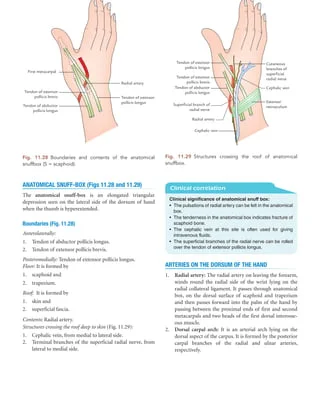 First metacarpal
Tendon of extensor
pollicis brevis
Tendon of abductor
pollicis longus
Radial artery
Tendon of extensor
pollicis longus
Fig. 11.28 Boundaries and contents of the anatomical
snuffbox (S = scaphoid)
Tendon of extensor
pollicis longus
Tendon of extensor
pollicis brevis
Tendon of abductor
pollicis longus
Superficial branch of
radial nerve
Radial artery
Cephalic vein
Cutaneous
branches of
superficial
radial nerve
Cephalic vein
Extensor
retinaculum
Fig. 11.29 Structures crossing the roof of anatomical
snuffbox.
ANATOMICAL SNUFF-BOX (Figs 11.28 and 11.29)
The anatomical snuff-box is an elongated triangular
depression seen on the lateral side of the dorsum of hand
when the thumb is hyperextended.
Boundaries (Fig. 11.28)
Anterolaterally:
1. Tendon of abductor pollicis longus.
2. Tendon of extensor pollicis brevis.
Posteromedially: Tendon of extensor pollicis longus.
Floor: It is formed by
1. scaphoid and
2. trapezium.
Roof: It is formed by
1. skin and
2. superficial fascia.
Contents: Radial artery.
Structures crossing the roof deep to skin (Fig. 11.29):
1. Cephalic vein, from medial to lateral side.
2. Terminal branches of the superficial radial nerve, from
lateral to medial side.
Clinical correlation
Clinical significance of anatomical snuff box:
• The pulsations of radial artery can be felt in the anatomical
box.
• The tenderness in the anatomical box indicates fracture of
scaphoid bone.
• The cephalic vein at this site is often used for giving
intravenous fluids.
• The superficial branches of the radial nerve can be rolled
over the tendon of extensor pollicis longus.
ARTERIES ON THE DORSUM OF THE HAND
1. Radial artery: The radial artery on leaving the forearm,
winds round the radial side of the wrist lying on the
radial collateral ligament. It passes through anatomical
box, on the dorsal surface of scaphoid and trapezium
and then passes forward into the palm of the hand by
passing between the proximal ends of first and second
metacarpals and two heads of the first dorsal interosse-
ous muscle.
2. Dorsal carpal arch: It is an arterial arch lying on the
dorsal aspect of the carpus. It is formed by the posterior
carpal branches of the radial and ulnar arteries,
respectively.